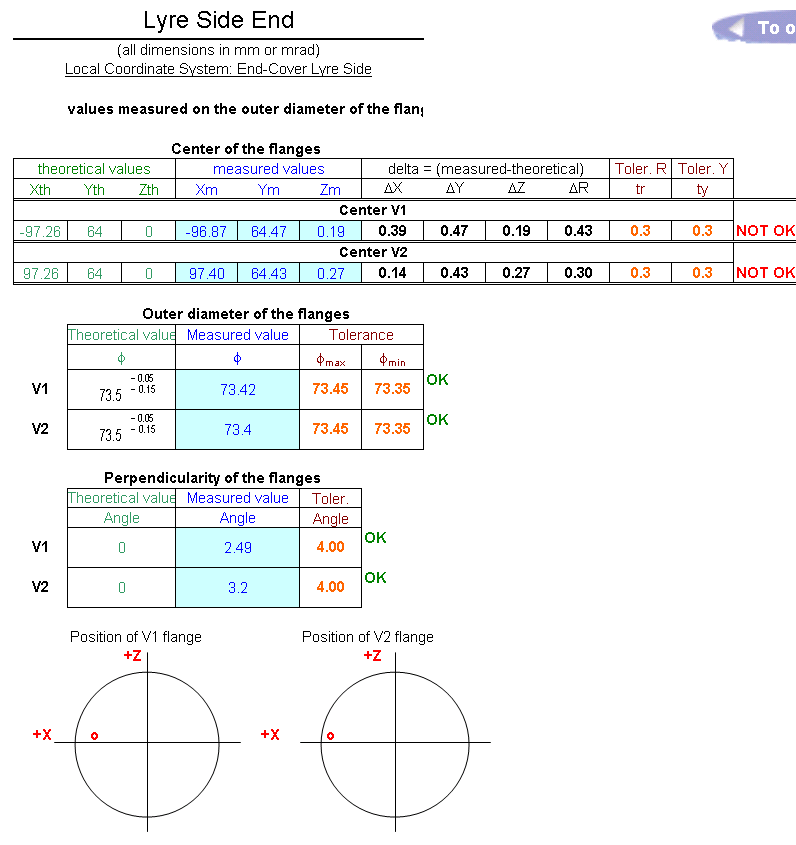 Lyre Side End
To o
(all dimensions in mm or mrad)
Local Coordinate System: End-Cover Lyre Side
values measured on the outer diameter of the flang
Center of the flanges
theoretical values measured values delta = (measured-theoretical) Toler. R Toler. Y
Xth Yth Zth Xm Ym Zm ΔX ΔY ΔZ ΔR tr ty
Center V1
-97.26 64 0 -96.87 64.47 0.19 0.39 0.47 0.19 0.43 0.3 0.3 NOT OK
Center V2
97.26 64 0 97.40 64.43 0.27 0.14 0.43 0.27 0.30 0.3 0.3 NOT OK
Outer diameter of the flanges
Theoretical value Measured value Tolerance
ϕ ϕ ϕmax ϕmin
V1 73.5 - 0.05 - 0.15 73.42 73.45 73.35 OK
V2 73.5 - 0.05 - 0.15 73.4 73.45 73.35 OK
Perpendicularity of the flanges
Theoretical value Measured value Toler.
Angle Angle Angle
V1 0 2.49 4.00 OK
V2 0 3.2 4.00 OK
Position of V1 flange Position of V2 flange
+Z +Z
+X +X